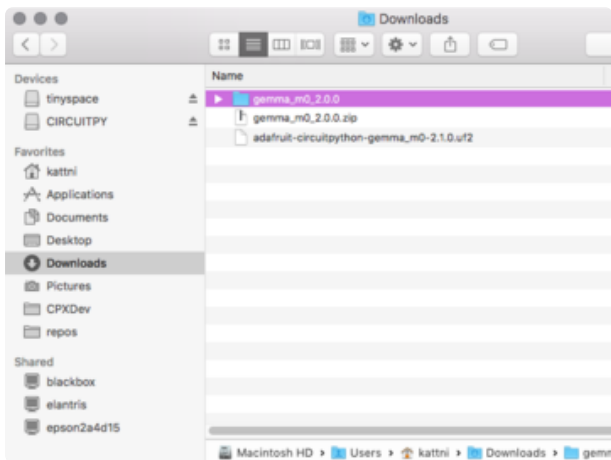 Downloads
Devices
tinyspace
CIRCUITPY
Favorites
kattni
Applications
Documents
Desktop
Downloads
Pictures
CPXDev
repos
Shared
blackbox
elantris
epson2a4d15
Name
gemma_m0_2.0.0
gemma_m0_2.0.0.zip
adafruit-circuitpython-gemma_m0-2.1.0.uf2
Macintosh HD › Users › kattni › Downloads › gemm